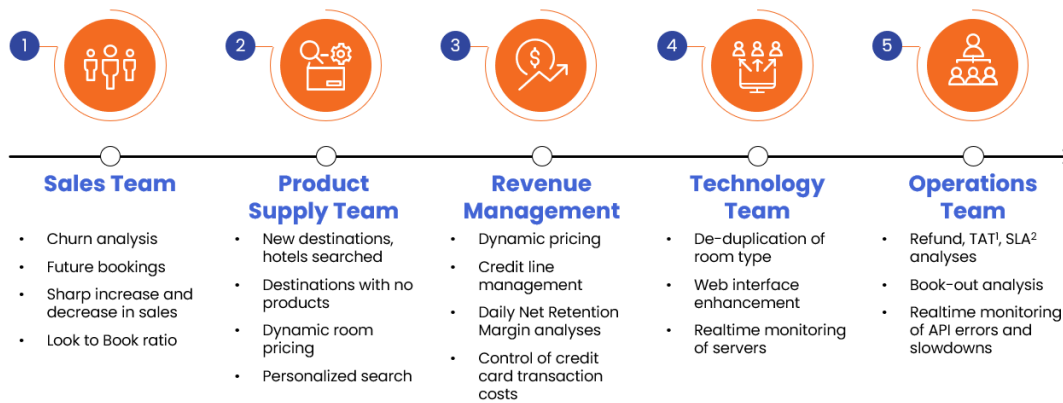 1
2
3
4
5
Sales Team
• Churn analysis
• Future bookings
• Sharp increase and
decrease in sales
• Look to Book ratio
Product
Supply Team
• New destinations,
hotels searched
• Destinations with no
products
• Dynamic room
pricing
• Personalized search
Revenue
Management
• Dynamic pricing
• Credit line
management
• Daily Net Retention
Margin analyses
• Control of credit
card transaction
costs
Technology
Team
• De-duplication of
room type
• Web interface
enhancement
• Realtime monitoring
of servers
Operations
Team
• Refund, TAT¹, SLA²
analyses
• Book-out analysis
• Realtime monitoring
of API errors and
slowdowns